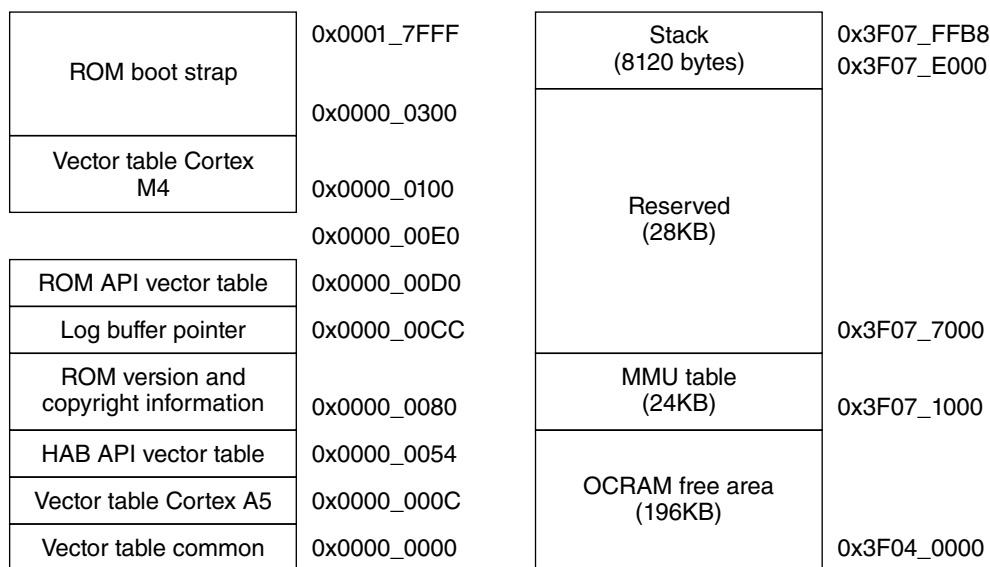 ROM boot strap
0x0001_7FFF
0x0000_0300
Vector table Cortex
M4
0x0000_0100
0x0000_00E0
ROM API vector table
0x0000_00D0
Log buffer pointer
0x0000_00CC
ROM version and
copyright information
0x0000_0080
HAB API vector table
0x0000_0054
Vector table Cortex A5
0x0000_000C
Vector table common
0x0000_0000
Stack
(8120 bytes)
0x3F07_FFB8
0x3F07_E000
Reserved
(28KB)
0x3F07_7000
MMU table
(24KB)
0x3F07_1000
OCRAM free area
(196KB)
0x3F04_0000